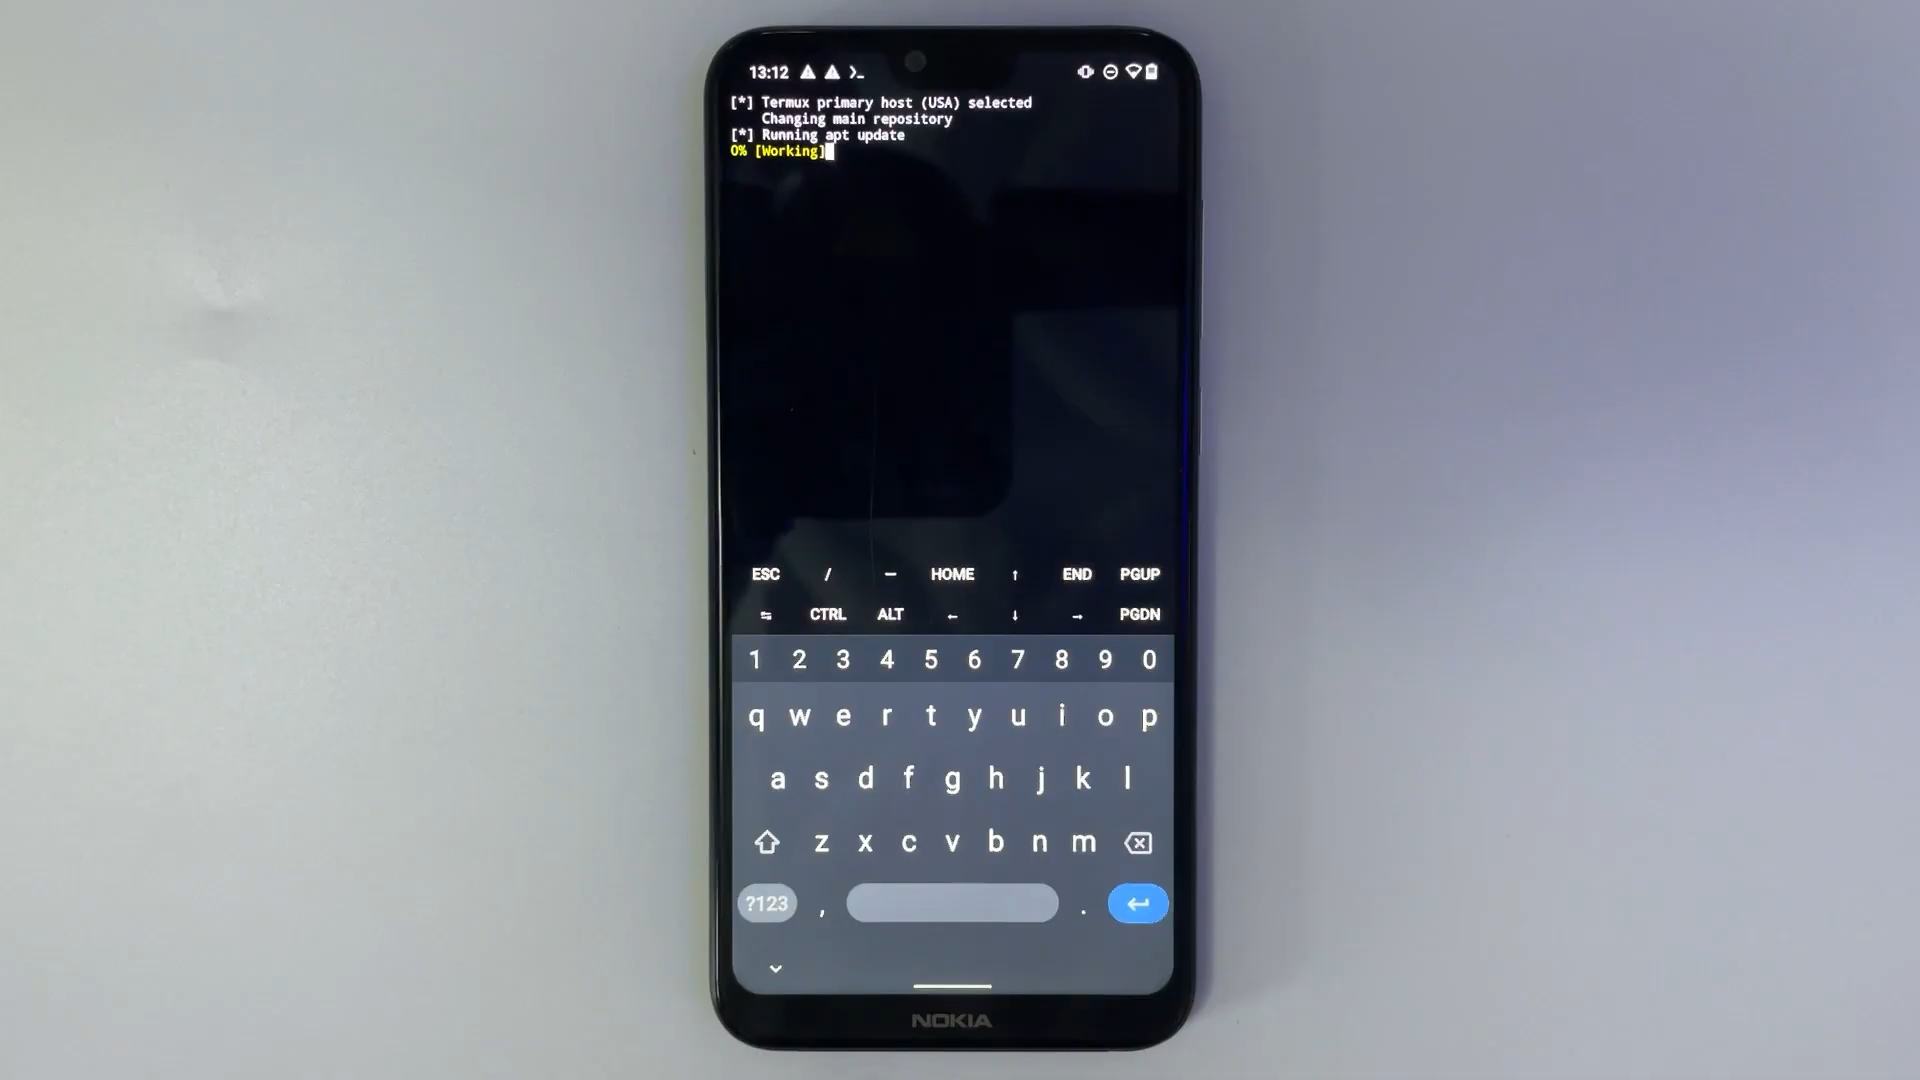 13:12
[*] Termux primary host (USA) selected
Changing main repository
[*] Running apt update
0% [Working]
ESC / — HOME ↑ END PGUP
⇆ CTRL ALT ← ↓ → PGDN
1 2 3 4 5 6 7 8 9 0
q w e r t y u i o p
a s d f g h j k l
z x c v b n m
?123 , .
NOKIA